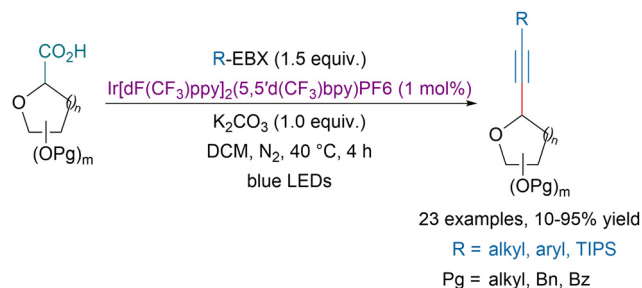 R
CO₂H
R-EBX (1.5 equiv.)
Ir[dF(CF₃)ppy]₂(5,5'd(CF₃)bpy)PF6 (1 mol%)
O
()n
(OPg)m
K₂CO₃ (1.0 equiv.)
DCM, N₂, 40 °C, 4 h
blue LEDs
O
()n
(OPg)m
23 examples, 10-95% yield
R = alkyl, aryl, TIPS
Pg = alkyl, Bn, Bz